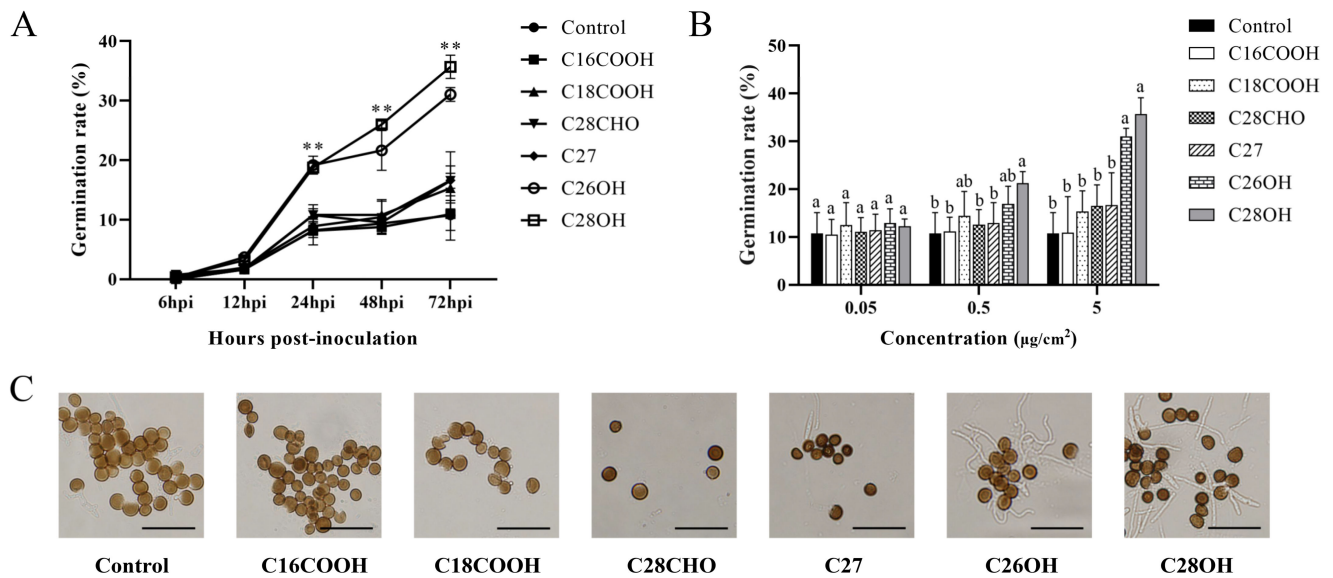 A
Germination rate (%)
40
30
20
10
0
**
**
**
6hpi
12hpi
24hpi
48hpi
72hpi
Hours post-inoculation
Control
C16COOH
C18COOH
C28CHO
C27
C26OH
C28OH
B
Germination rate (%)
50
40
30
20
10
0
a a a a a a
b b ab b b ab a
b b b b b a a
0.05
0.5
5
Concentration (µg/cm²)
Control
C16COOH
C18COOH
C28CHO
C27
C26OH
C28OH
C
Control
C16COOH
C18COOH
C28CHO
C27
C26OH
C28OH